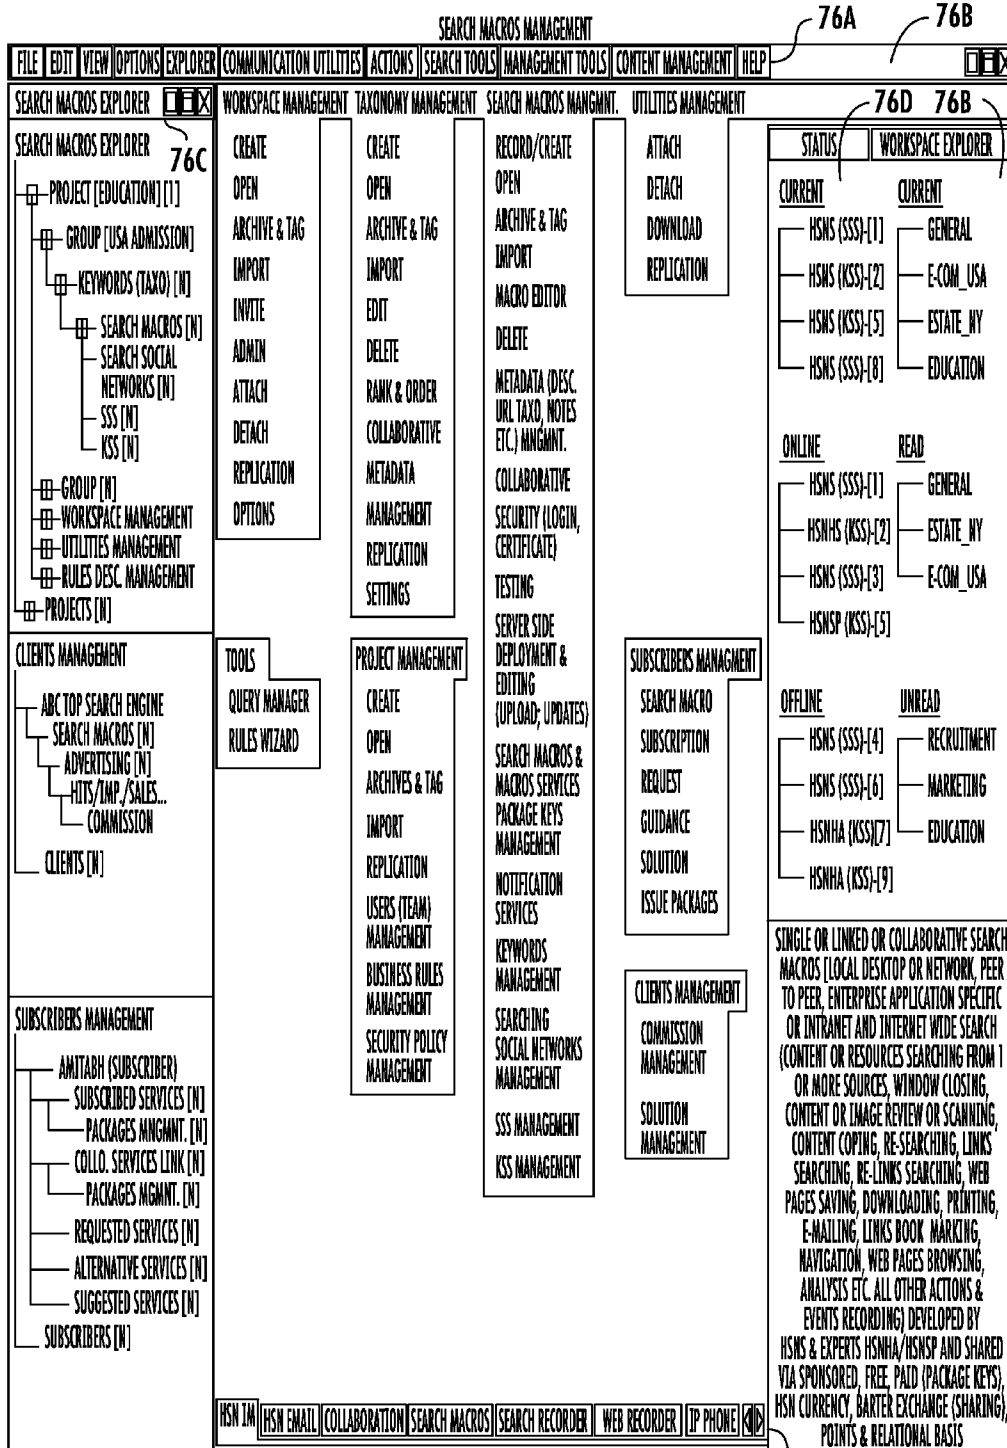 SEARCH MACROS MANAGEMENT
76A
76B
FILE EDIT VIEW OPTIONS EXPLORER COMMUNICATION UTILITIES ACTIONS SEARCH TOOLS MANAGEMENT TOOLS CONTENT MANAGEMENT HELP
SEARCH MACROS EXPLORER
76C
SEARCH MACROS EXPLORER
PROJECT [EDUCATION] [1]
GROUP [USA ADMISSION]
KEYWORDS (TAXO) [N]
SEARCH MACROS [N]
SEARCH SOCIAL
NETWORKS [N]
SSS [N]
KSS [N]
GROUP [N]
WORKSPACE MANAGEMENT
UTILITIES MANAGEMENT
RULES DESC. MANAGEMENT
PROJECTS [N]
CLIENTS MANAGEMENT
ABC TOP SEARCH ENGINE
SEARCH MACROS [N]
ADVERTISING [N]
HITS/IMP./SALES...
COMMISSION
CLIENTS [N]
SUBSCRIBERS MANAGEMENT
AMITABH (SUBSCRIBER)
SUBSCRIBED SERVICES [N]
PACKAGES MNGMNT. [N]
COLLO. SERVICES LINK [N]
PACKAGES MGMNT. [N]
REQUESTED SERVICES [N]
ALTERNATIVE SERVICES [N]
SUGGESTED SERVICES [N]
SUBSCRIBERS [N]
WORKSPACE MANAGEMENT
CREATE
OPEN
ARCHIVE & TAG
IMPORT
INVITE
ADMIN
ATTACH
DETACH
REPLICATION
OPTIONS
TOOLS
QUERY MANAGER
RULES WIZARD
TAXONOMY MANAGEMENT
CREATE
OPEN
ARCHIVE & TAG
IMPORT
EDIT
DELETE
RANK & ORDER
COLLABORATIVE
METADATA
MANAGEMENT
REPLICATION
SETTINGS
PROJECT MANAGEMENT
CREATE
OPEN
ARCHIVES & TAG
IMPORT
REPLICATION
USERS (TEAM)
MANAGEMENT
BUSINESS RULES
MANAGEMENT
SECURITY POLICY
MANAGEMENT
SEARCH MACROS MANGMNT.
RECORD/CREATE
OPEN
ARCHIVE & TAG
IMPORT
MACRO EDITOR
DELETE
METADATA (DESC.
URL TAXO, NOTES
ETC.) MNGMNT.
COLLABORATIVE
SECURITY (LOGIN,
CERTIFICATE)
TESTING
SERVER SIDE
DEPLOYMENT &
EDITING
(UPLOAD; UPDATES)
SEARCH MACROS &
MACROS SERVICES
PACKAGE KEYS
MANAGEMENT
NOTIFICATION
SERVICES
KEYWORDS
MANAGEMENT
SEARCHING
SOCIAL NETWORKS
MANAGEMENT
SSS MANAGEMENT
KSS MANAGEMENT
UTILITIES MANAGEMENT
ATTACH
DETACH
DOWNLOAD
REPLICATION
SUBSCRIBERS MANAGMENT
SEARCH MACRO
SUBSCRIPTION
REQUEST
GUIDANCE
SOLUTION
ISSUE PACKAGES
CLIENTS MANAGEMENT
COMMISSION
MANAGEMENT
SOLUTION
MANAGEMENT
76D 76B
STATUS WORKSPACE EXPLORER
CURRENT
HSNS (SSS)-[1]
HSNS (KSS)-[2]
HSNS (KSS)-[5]
HSNS (SSS)-[8]
CURRENT
GENERAL
E-COM_USA
ESTATE_NY
EDUCATION
ONLINE
HSNS (SSS)-[1]
HSNHS (KSS)-[2]
HSNS (SSS)-[3]
HSNSP (KSS)-[5]
READ
GENERAL
ESTATE_NY
E-COM_USA
OFFLINE
HSNS (SSS)-[4]
HSNS (SSS)-[6]
HSNHA (KSS)[7]
HSNHA (KSS)-[9]
UNREAD
RECRUITMENT
MARKETING
EDUCATION
SINGLE OR LINKED OR COLLABORATIVE SEARCH
MACROS [LOCAL DESKTOP OR NETWORK, PEER
TO PEER, ENTERPRISE APPLICATION SPECIFIC
OR INTRANET AND INTERNET WIDE SEARCH
(CONTENT OR RESOURCES SEARCHING FROM 1
OR MORE SOURCES, WINDOW CLOSING,
CONTENT OR IMAGE REVIEW OR SCANNING,
CONTENT COPING, RE-SEARCHING, LINKS
SEARCHING, RE-LINKS SEARCHING, WEB
PAGES SAVING, DOWNLOADING, PRINTING,
E-MAILING, LINKS BOOK MARKING,
NAVIGATION, WEB PAGES BROWSING,
ANALYSIS ETC. ALL OTHER ACTIONS &
EVENTS RECORDING) DEVELOPED BY
HSNS & EXPERTS HSNHA/HSNSP AND SHARED
VIA SPONSORED, FREE, PAID (PACKAGE KEYS),
HSN CURRENCY, BARTER EXCHANGE (SHARING),
POINTS & RELATIONAL BASIS
HSN IM HSN EMAIL COLLABORATION SEARCH MACROS SEARCH RECORDER WEB RECORDER IP PHONE